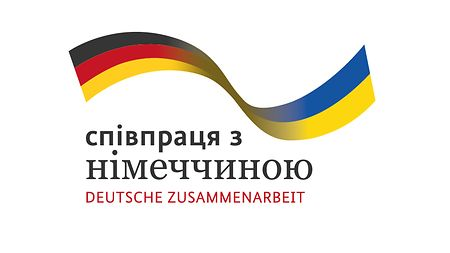 співпраця з
німеччиною
DEUTSCHE ZUSAMMENARBEIT